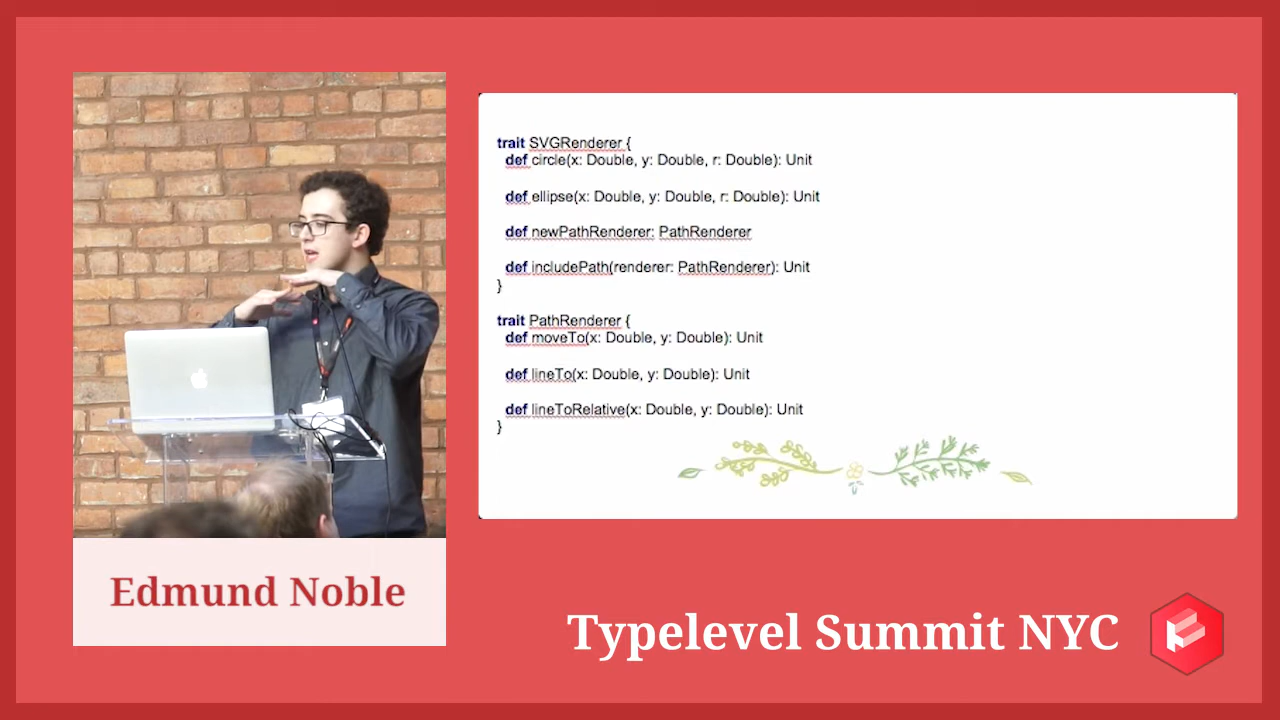 trait SVGRenderer {
def circle(x: Double, y: Double, r: Double): Unit
def ellipse(x: Double, y: Double, r: Double): Unit
def newPathRenderer: PathRenderer
def includePath(renderer: PathRenderer): Unit
}
trait PathRenderer {
def moveTo(x: Double, y: Double): Unit
def lineTo(x: Double, y: Double): Unit
def lineToRelative(x: Double, y: Double): Unit
}
Edmund Noble
Typelevel Summit NYC